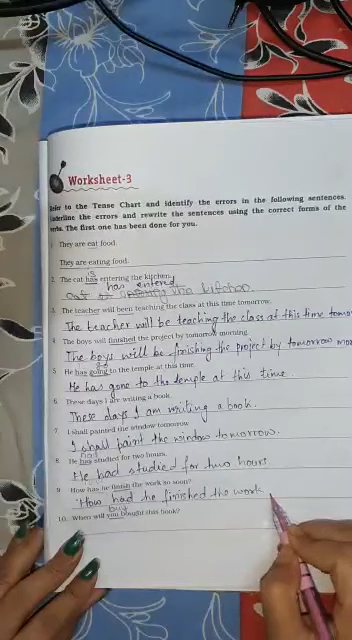 Worksheet-3
Refer to the Tense Chart and identify the errors in the following sentences.
Underline the errors and rewrite the sentences using the correct forms of the
verbs. The first one has been done for you.
1. They are eat food.
They are eating food.
is
2. The cat has entering the kitchen.
has entered
cat is the kitchen.
3. The teacher will been teaching the class at this time tomorrow.
The teacher will be teaching the class at this time tomo
4. The boys will finished the project by tomorrow morning.
The boys will be finishing the project by tomorrow mor
5. He has going to the temple at this time.
He has gone to the temple at this time.
6. These days I are writing a book.
These days I am writing a book.
7. I shall painted the window tomorrow.
I shall paint the window tomorrow.
had
8. He has studied for two hours.
He had studied for two hours.
9. How has he finish the work so soon?
How had he finished the work
buy
10. When will you bought this book?